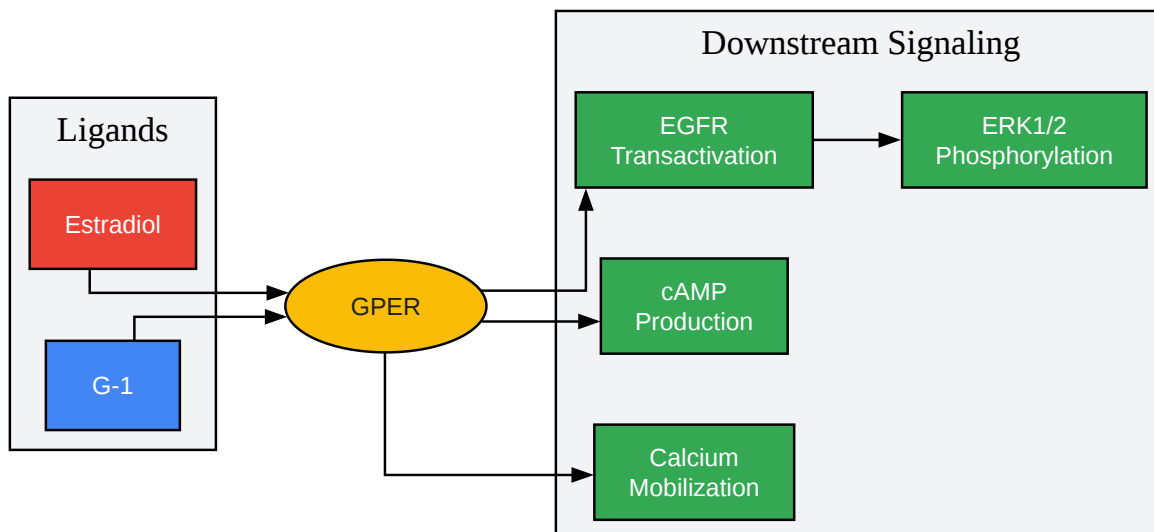 Ligands
Estradiol
G-1
GPER
Downstream Signaling
EGFR
Transactivation
ERK1/2
Phosphorylation
cAMP
Production
Calcium
Mobilization